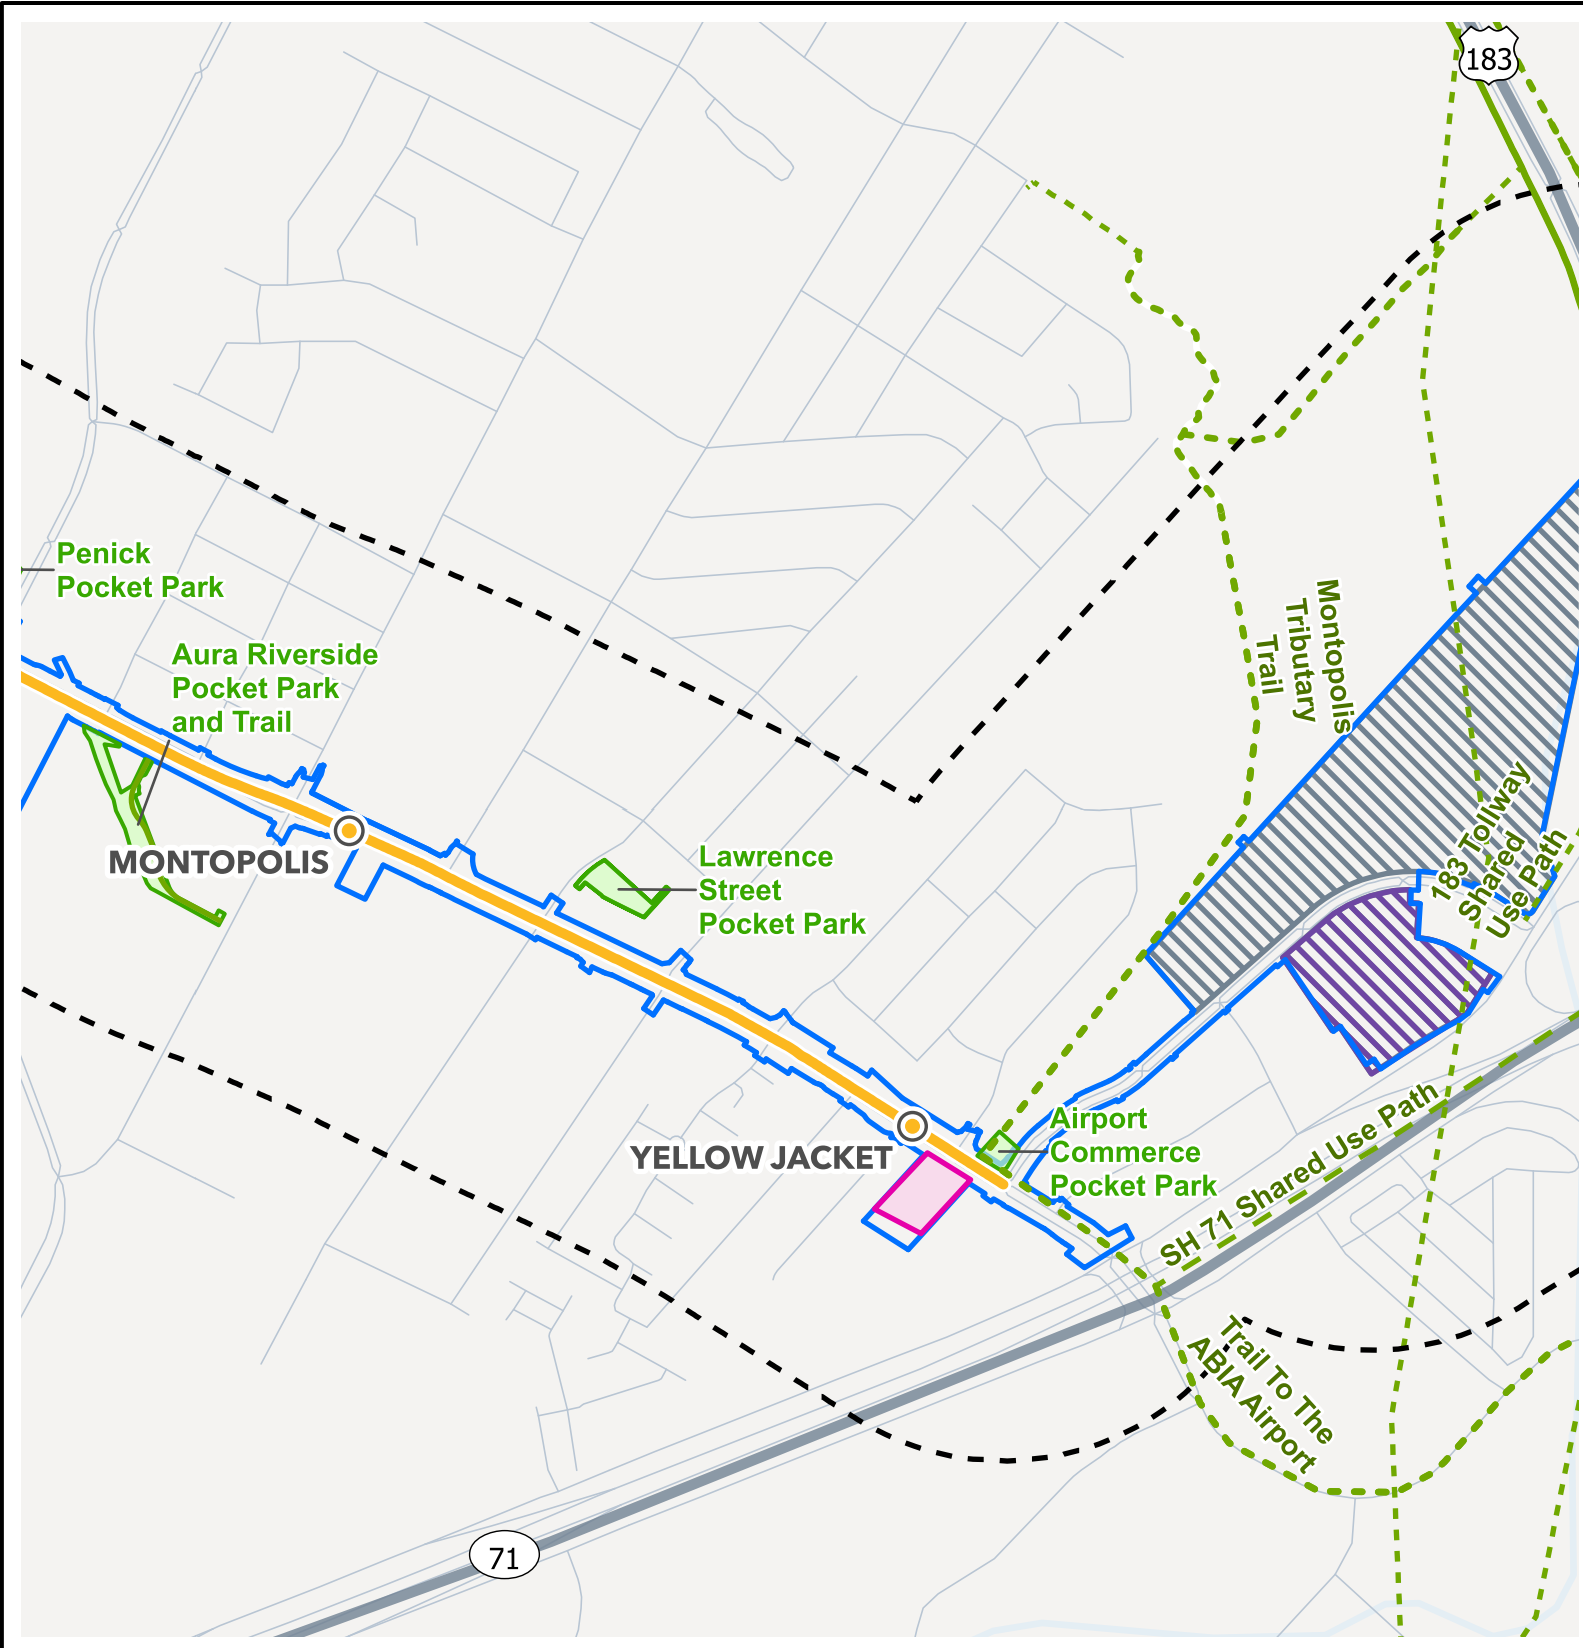 183
Penick
Pocket Park
Aura Riverside
Pocket Park
and Trail
Montopolis
Tributary
Trail
MONTOPOLIS
Lawrence
Street
Pocket Park
183 Tollway
Shared
Use Path
YELLOW JACKET
Airport
Commerce
Pocket Park
SH 71 Shared Use Path
Trail To The
ABIA Airport
71